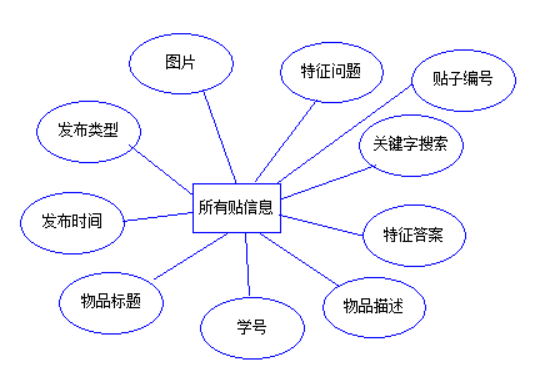 图片
特征问题
贴子编号
发布类型
关键字搜索
所有贴信息
发布时间
特征答案
物品标题
物品描述
学号